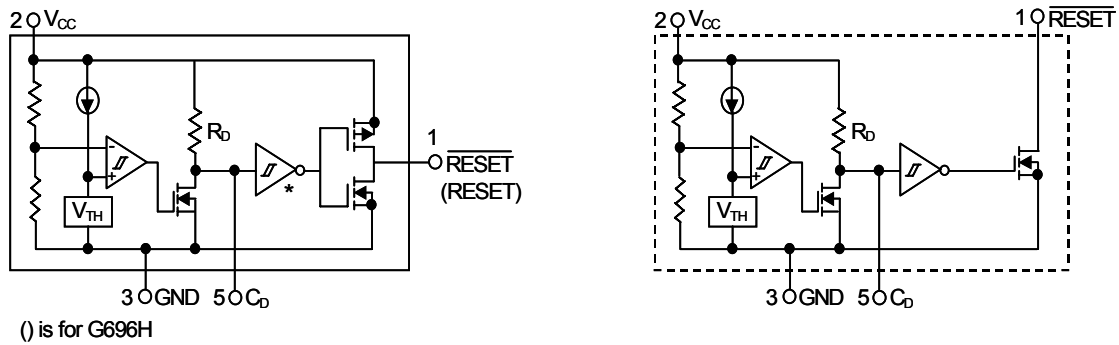 2 VCC
RD
1
RESET
(RESET)
*
VTH
3 GND 5 CD
() is for G696H
2 VCC
1 RESET
RD
VTH
3 GND 5 CD